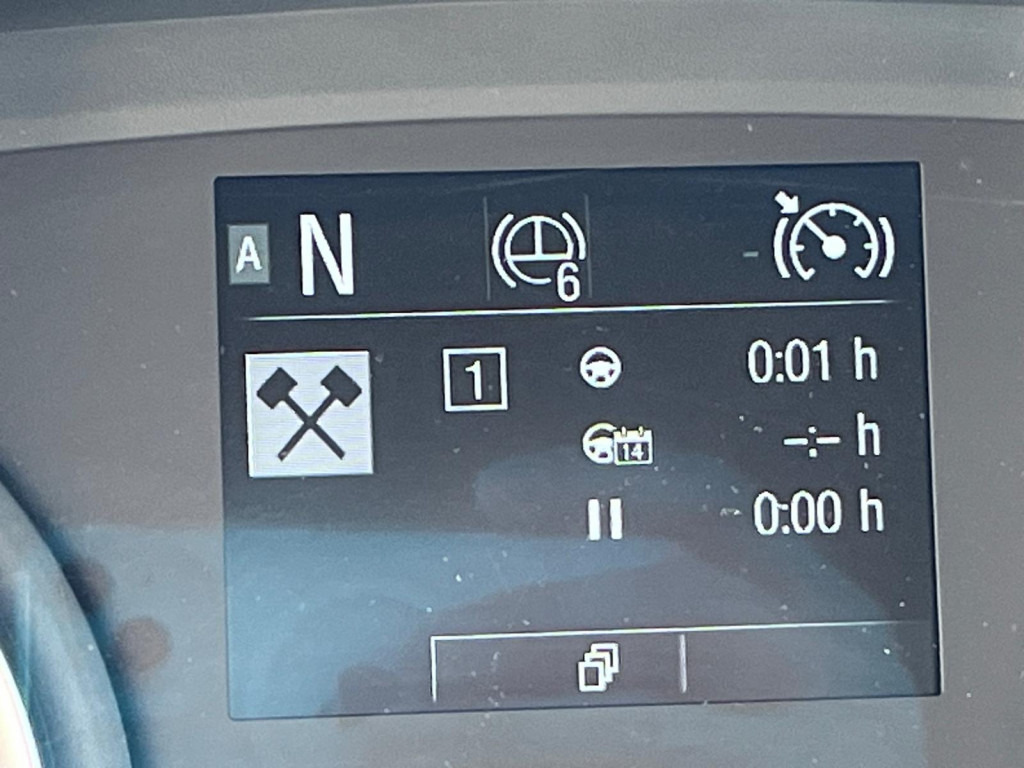 A N 6 -
1 0:01 h
14 --:-- h
0:00 h